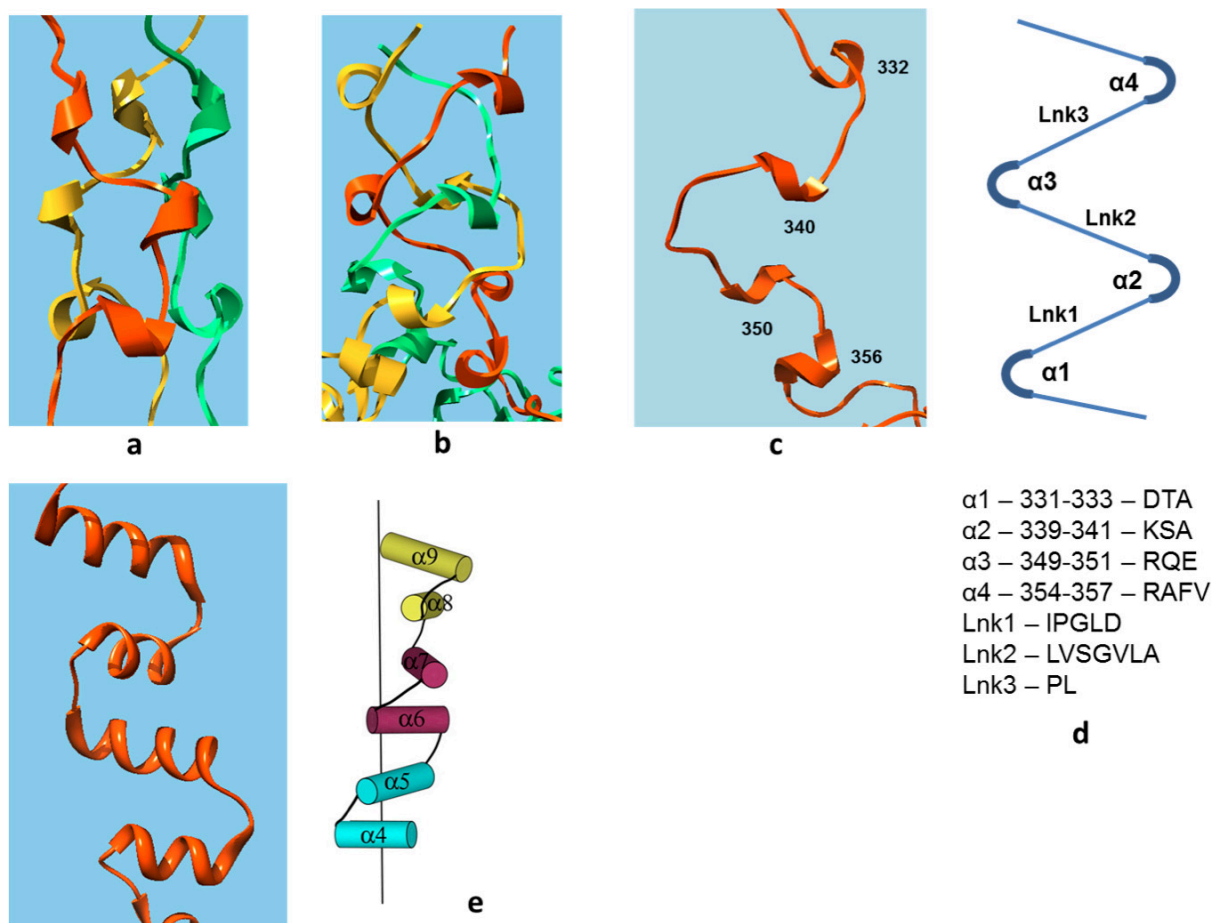 332
340
350
356
α4
Lnk3
α3
Lnk2
α2
Lnk1
α1
a
b
c
α1 – 331-333 – DTA
α2 – 339-341 – KSA
α3 – 349-351 – RQE
α4 – 354-357 – RAFV
Lnk1 – IPGLD
Lnk2 – LVSGVLA
Lnk3 – PL
d
α9
α8
α7
α6
α5
α4
e